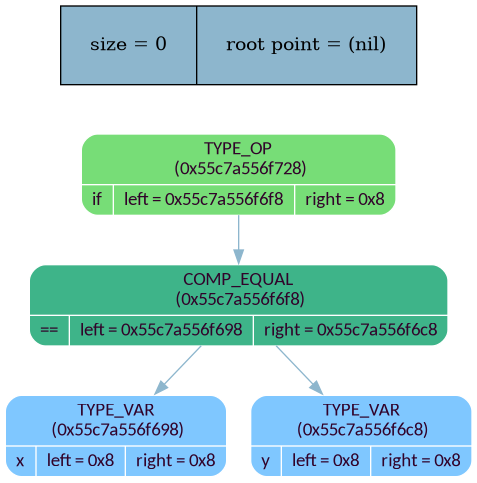 size = 0 root point = (nil)
TYPE_OP
(0x55c7a556f728)
if left = 0x55c7a556f6f8 right = 0x8
COMP_EQUAL
(0x55c7a556f6f8)
== left = 0x55c7a556f698 right = 0x55c7a556f6c8
TYPE_VAR
(0x55c7a556f698)
x left = 0x8 right = 0x8
TYPE_VAR
(0x55c7a556f6c8)
y left = 0x8 right = 0x8